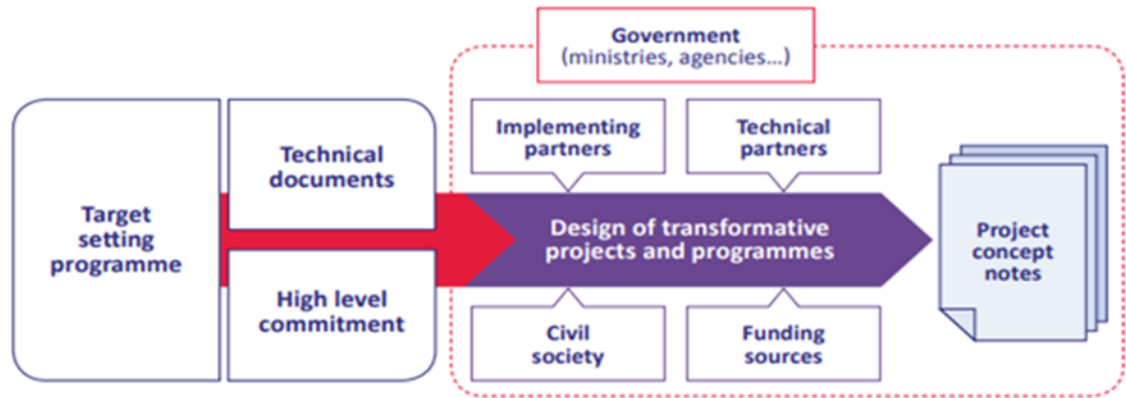 Government
(ministries, agencies...)
Implementing
partners
Technical
partners
Technical
documents
Target
setting
programme
Design of transformative
projects and programmes
Project
concept
notes
High level
commitment
Civil
society
Funding
sources